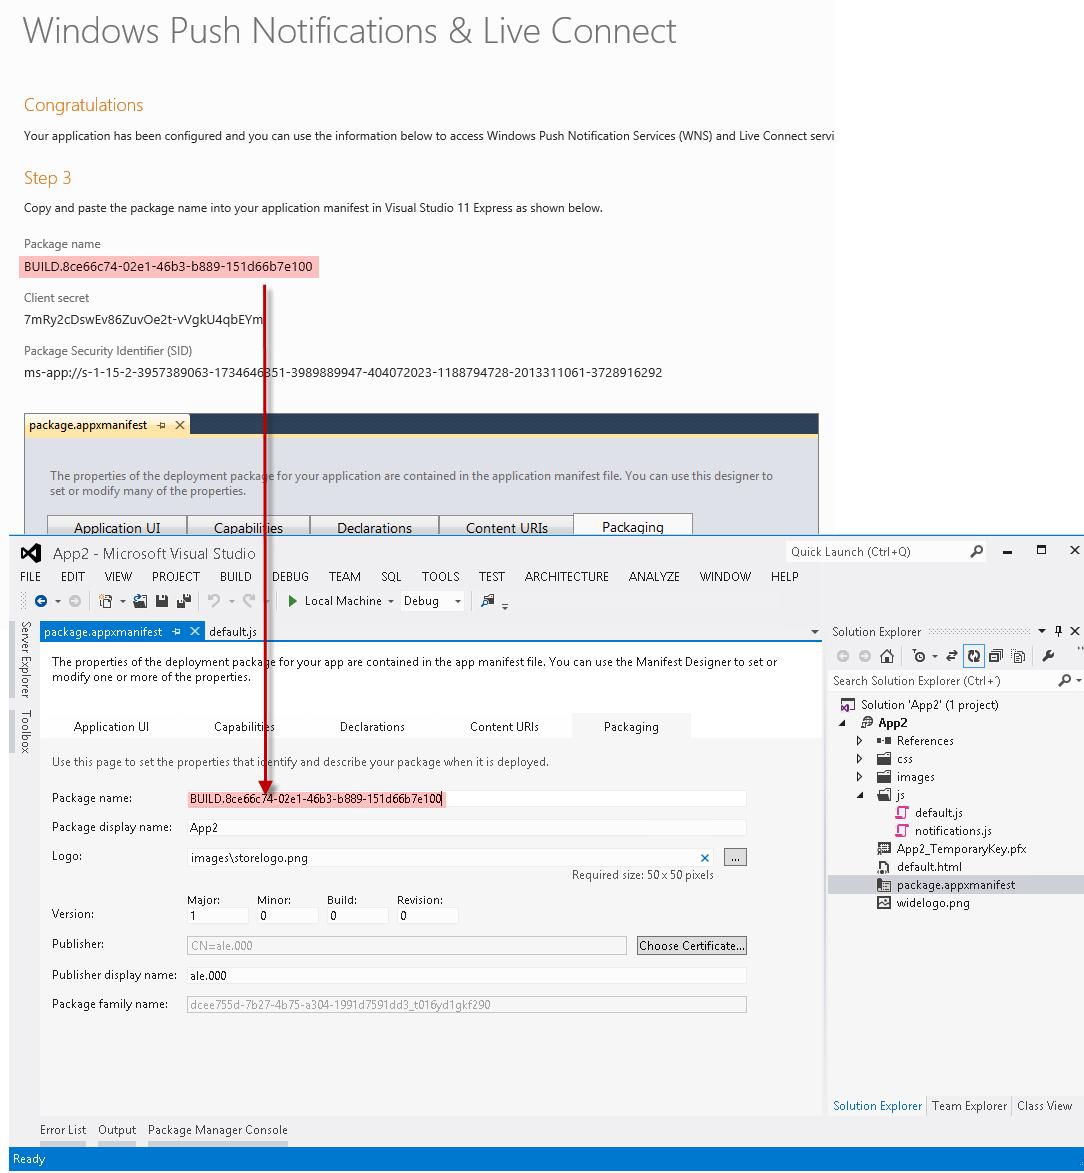 Windows Push Notifications & Live Connect
Congratulations
Your application has been configured and you can use the information below to access Windows Push Notification Services (WNS) and Live Connect servi
Step 3
Copy and paste the package name into your application manifest in Visual Studio 11 Express as shown below.
Package name
BUILD.8ce66c74-02e1-46b3-b889-151d66b7e100
Client secret
7mRy2cDswEv86ZuvOe2t-vVgkU4qbEYm
Package Security Identifier (SID)
ms-app://s-1-15-2-3957389063-1734646351-3989889947-404072023-1188794728-2013311061-3728916292
package.appxmanifest
The properties of the deployment package for your application are contained in the application manifest file. You can use this designer to
set or modify many of the properties.
Application UI Capabilities Declarations Content URIs Packaging
App2 - Microsoft Visual Studio
Quick Launch (Ctrl+Q)
FILE EDIT VIEW PROJECT BUILD DEBUG TEAM SQL TOOLS TEST ARCHITECTURE ANALYZE WINDOW HELP
Local Machine Debug
Server Explorer
Toolbox
package.appxmanifest default.js
The properties of the deployment package for your app are contained in the app manifest file. You can use the Manifest Designer to set or
modify one or more of the properties.
Application UI Capabilities Declarations Content URIs Packaging
Use this page to set the properties that identify and describe your package when it is deployed.
Package name: BUILD.8ce66c74-02e1-46b3-b889-151d66b7e100
Package display name: App2
Logo: images\storelogo.png ...
Required size: 50 x 50 pixels
Major: Minor: Build: Revision:
Version: 1 0 0 0
Publisher: CN=ale.000 Choose Certificate...
Publisher display name: ale.000
Package family name: dcee755d-7b27-4b75-a304-1991d7591dd3_t016yd1gkf290
Solution Explorer
Search Solution Explorer (Ctrl+')
Solution 'App2' (1 project)
App2
References
css
images
js
default.js
notifications.js
App2_TemporaryKey.pfx
default.html
package.appxmanifest
widelogo.png
Solution Explorer Team Explorer Class View
Error List Output Package Manager Console
Ready